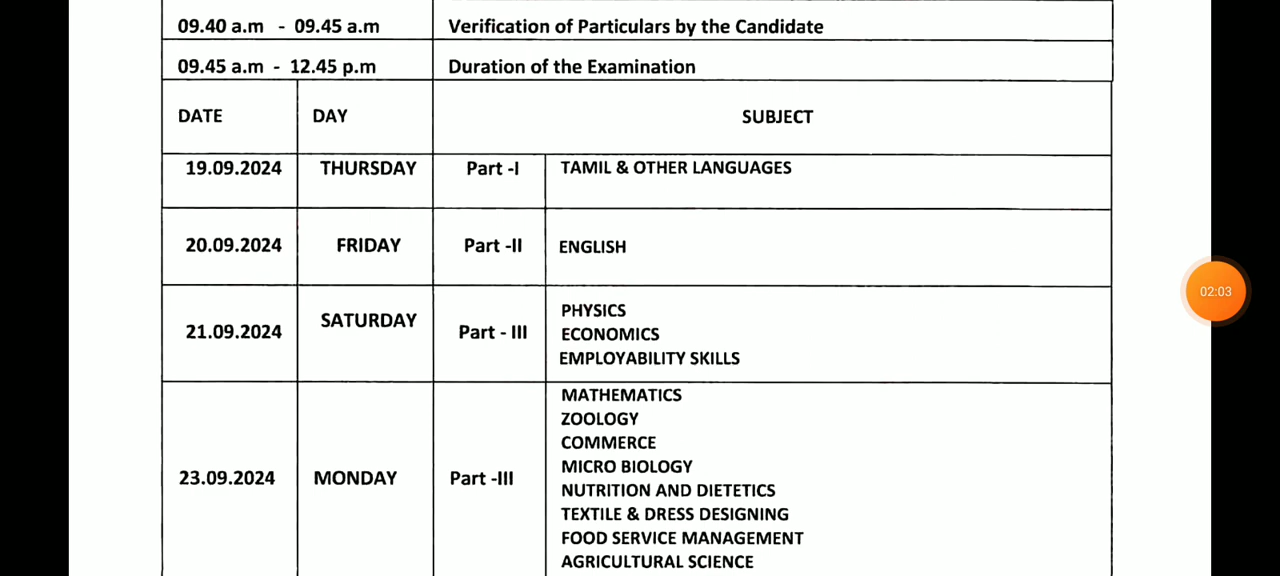 09.40 a.m - 09.45 a.m Verification of Particulars by the Candidate
09.45 a.m - 12.45 p.m Duration of the Examination
DATE DAY SUBJECT
19.09.2024 THURSDAY Part -I TAMIL & OTHER LANGUAGES
20.09.2024 FRIDAY Part -II ENGLISH
21.09.2024 SATURDAY Part - III PHYSICS
ECONOMICS
EMPLOYABILITY SKILLS
23.09.2024 MONDAY Part -III MATHEMATICS
ZOOLOGY
COMMERCE
MICRO BIOLOGY
NUTRITION AND DIETETICS
TEXTILE & DRESS DESIGNING
FOOD SERVICE MANAGEMENT
AGRICULTURAL SCIENCE
02:03